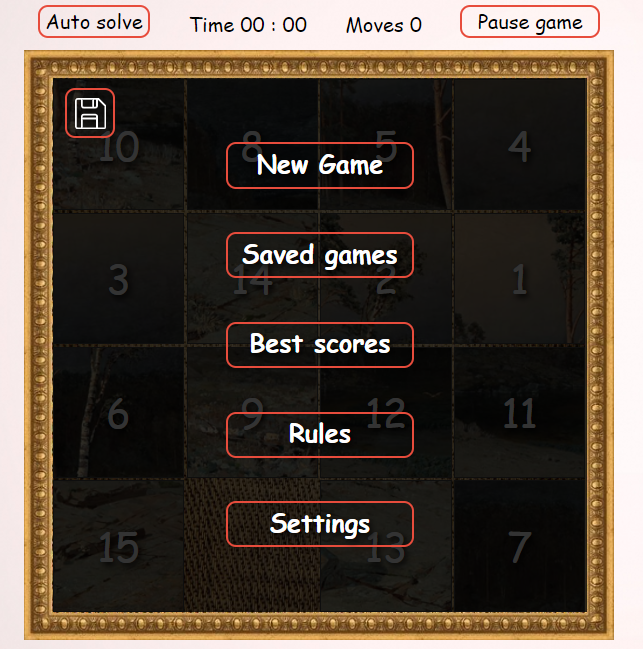 Auto solve Time 00 : 00 Moves 0 Pause game
10 8 5 4
New Game
Saved games
3 14 2 1
Best scores
6 9 12 11
Rules
Settings
15 13 7